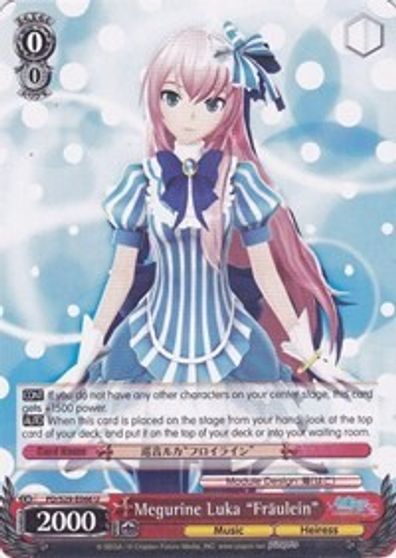 0
0
CONT If you do not have any other characters on your center stage, this card
gets +1500 power.
AUTO When this card is placed on the stage from your hand, look at the top
card of your deck, and put it on the top of your deck or into your waiting room.
Card Name 巡音ルカ"フロイライン"
Module Design
Megurine Luka "Fräulein"
2000
Music Heiress